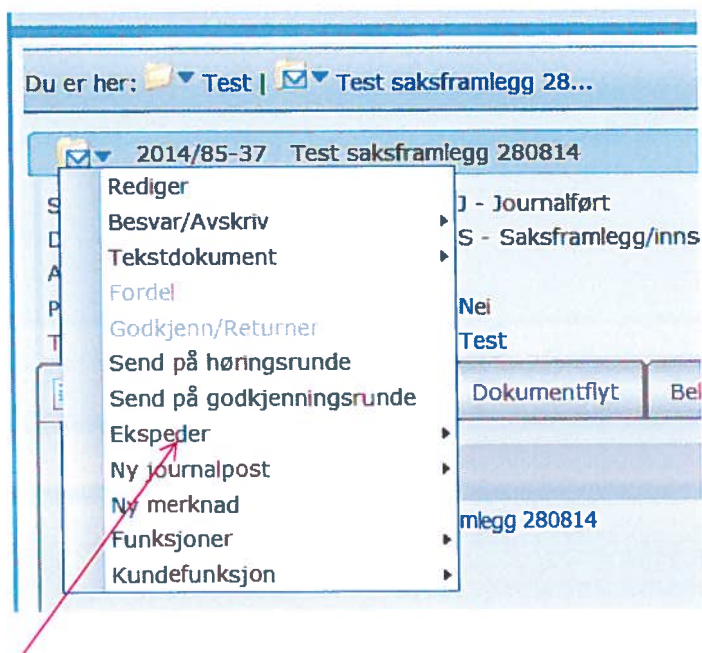 Du er her: Test | Test saksframlegg 28...
2014/85-37 Test saksframlegg 280814
Rediger
S J - Journalført
Besvar/Avskriv
D S - Saksframlegg/inns
Tekstdokument
A
Fordel
P Nei
Godkjenn/Returner
T Test
Send på høringsrunde
Send på godkjenningsrunde
Dokumentflyt Bel
Ekspeder
Ny journalpost
Ny merknad
mlegg 280814
Funksjoner
Kundefunksjon